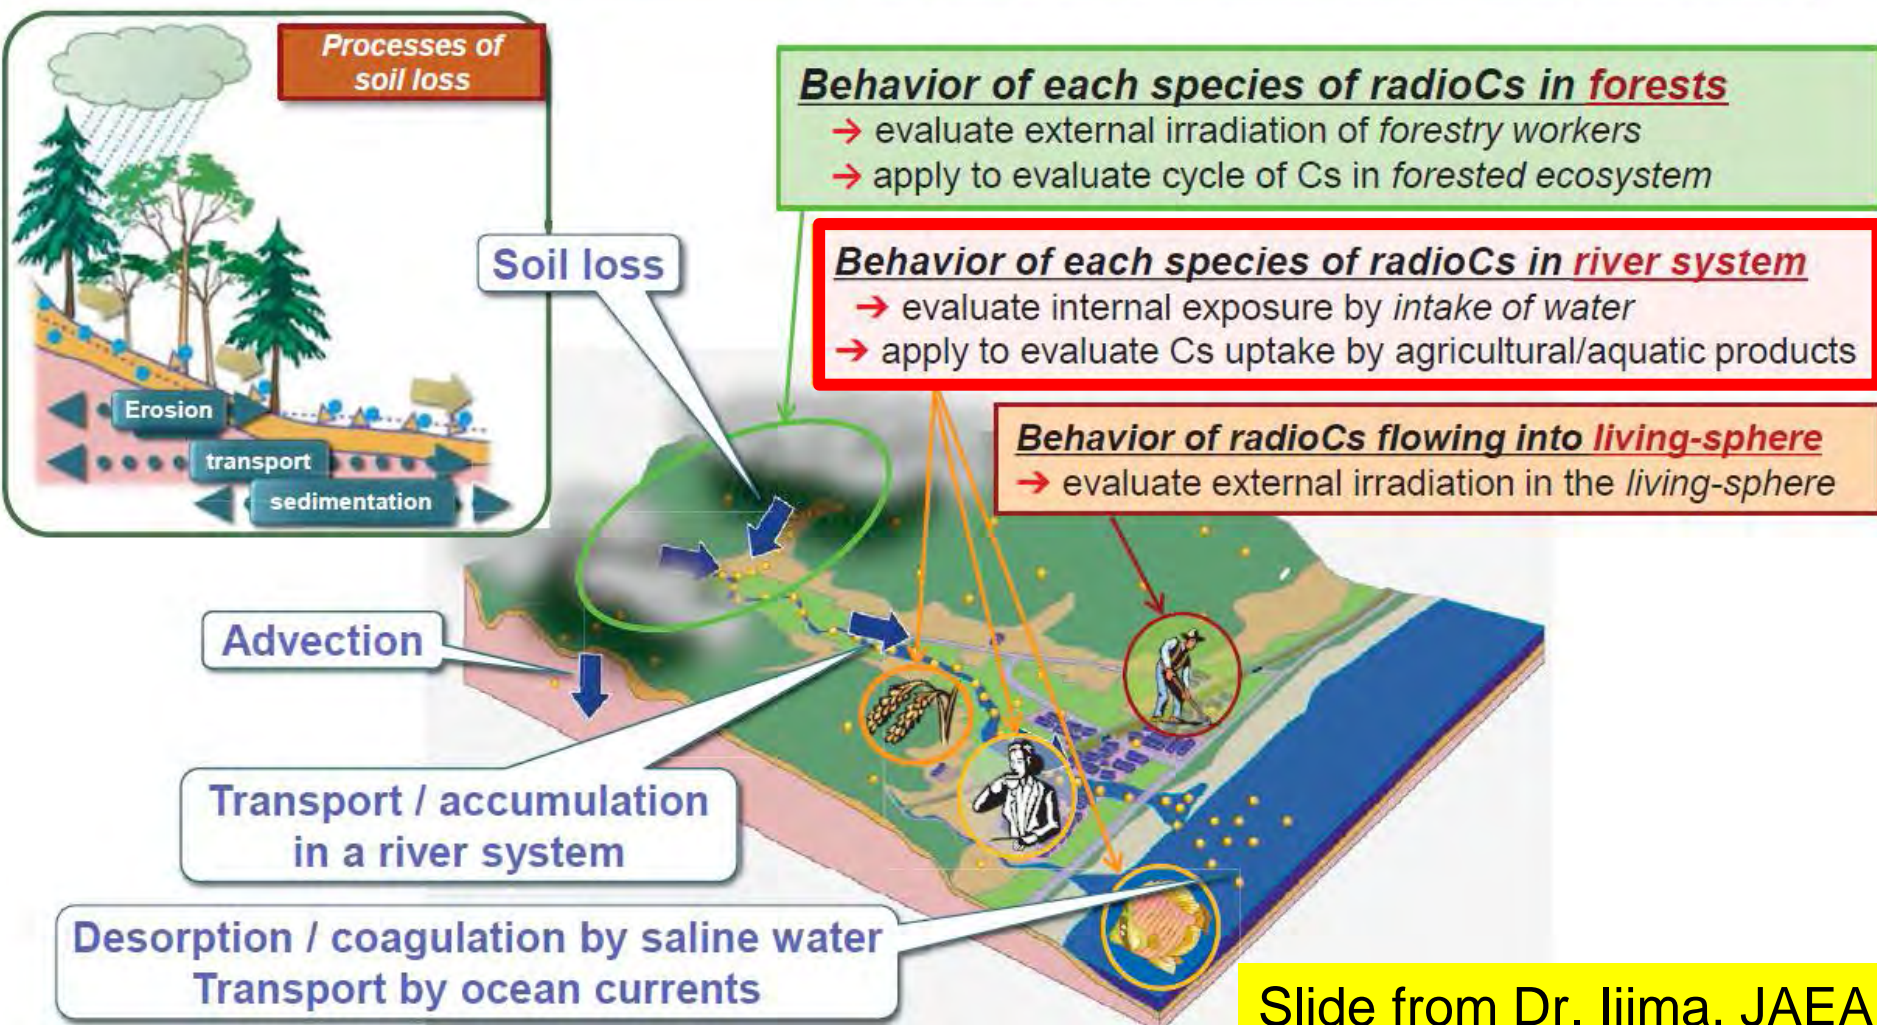 Processes of
soil loss
Behavior of each species of radioCs in forests
→ evaluate external irradiation of forestry workers
→ apply to evaluate cycle of Cs in forested ecosystem
Soil loss
Behavior of each species of radioCs in river system
→ evaluate internal exposure by intake of water
→ apply to evaluate Cs uptake by agricultural/aquatic products
Erosion
transport
sedimentation
Behavior of radioCs flowing into living-sphere
→ evaluate external irradiation in the living-sphere
Advection
Transport / accumulation
in a river system
Desorption / coagulation by saline water
Transport by ocean currents
Slide from Dr. Iijima, JAEA